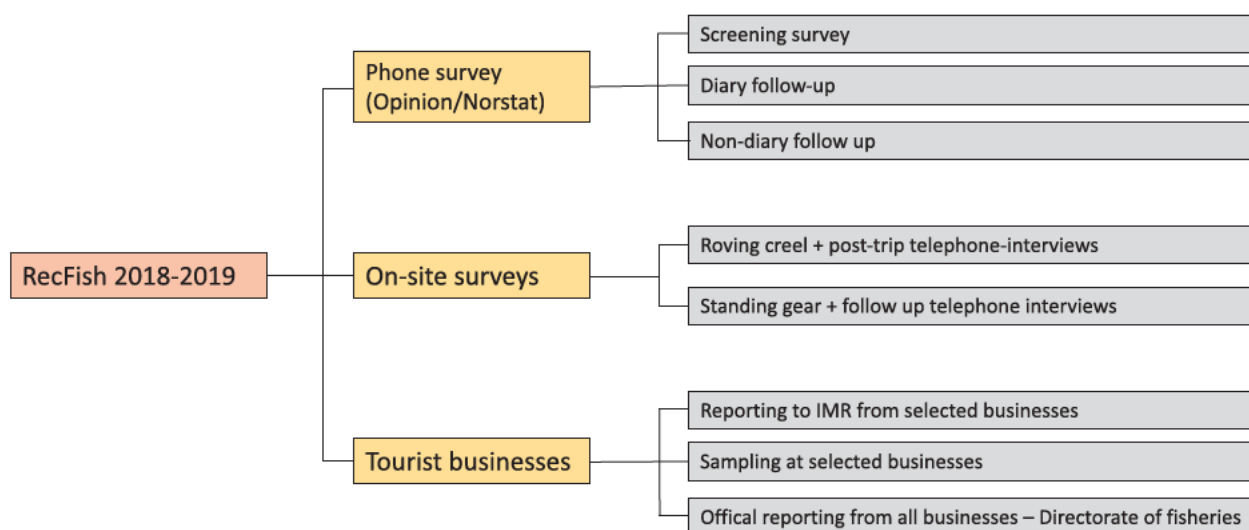 RecFish 2018-2019
Phone survey
(Opinion/Norstat)
Screening survey
Diary follow-up
Non-diary follow up
On-site surveys
Roving creel + post-trip telephone-interviews
Standing gear + follow up telephone interviews
Tourist businesses
Reporting to IMR from selected businesses
Sampling at selected businesses
Offical reporting from all businesses – Directorate of fisheries